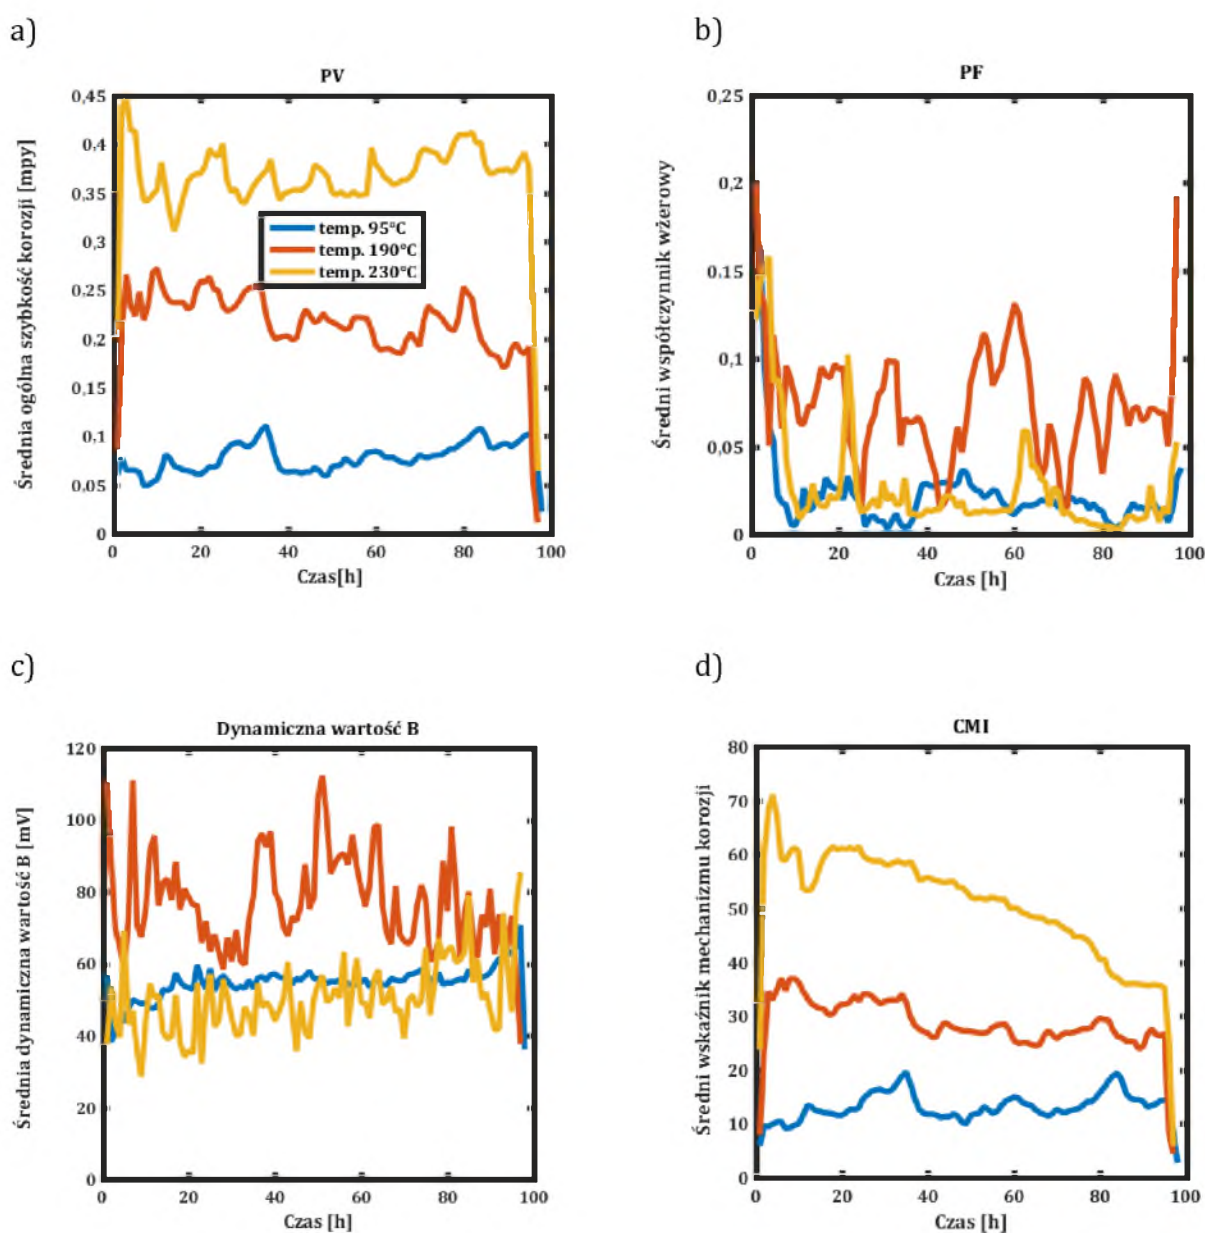 a)
PV
0,45
0,4
0,35
0,3
0,25
0,2
0,15
0,1
0,05
0
0 20 40 60 80 100
Średnia ogólna szybkość korozji [mpy]
Czas[h]
temp. 95°C
temp. 190°C
temp. 230°C
b)
PF
0,25
0,2
0,15
0,1
0,05
0
0 20 40 60 80 100
Średni współczynnik wżerowy
Czas [h]
c)
Dynamiczna wartość B
120
100
80
60
40
20
0
0 20 40 60 80 100
Średnia dynamiczna wartość B [mV]
Czas [h]
d)
CMI
80
70
60
50
40
30
20
10
0
0 20 40 60 80 100
Średni wskaźnik mechanizmu korozji
Czas [h]